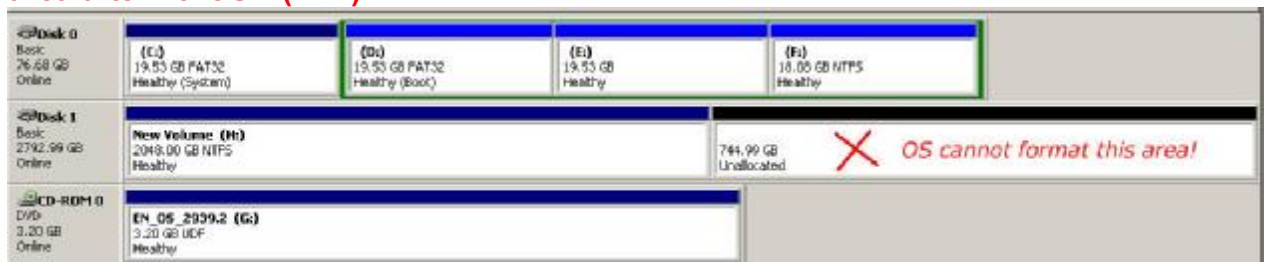 Disk 0
Basic
76.68 GB
Online
(C:)
19.53 GB FAT32
Healthy (System)
(D:)
19.53 GB FAT32
Healthy (Boot)
(E:)
19.53 GB
Healthy
(F:)
18.08 GB NTFS
Healthy
Disk 1
Basic
2792.99 GB
Online
New Volume (H:)
2048.00 GB NTFS
Healthy
744.99 GB
Unallocated
OS cannot format this area!
CD-ROM 0
DVD
3.20 GB
Online
EN_OS_2939.2 (G:)
3.20 GB UDF
Healthy